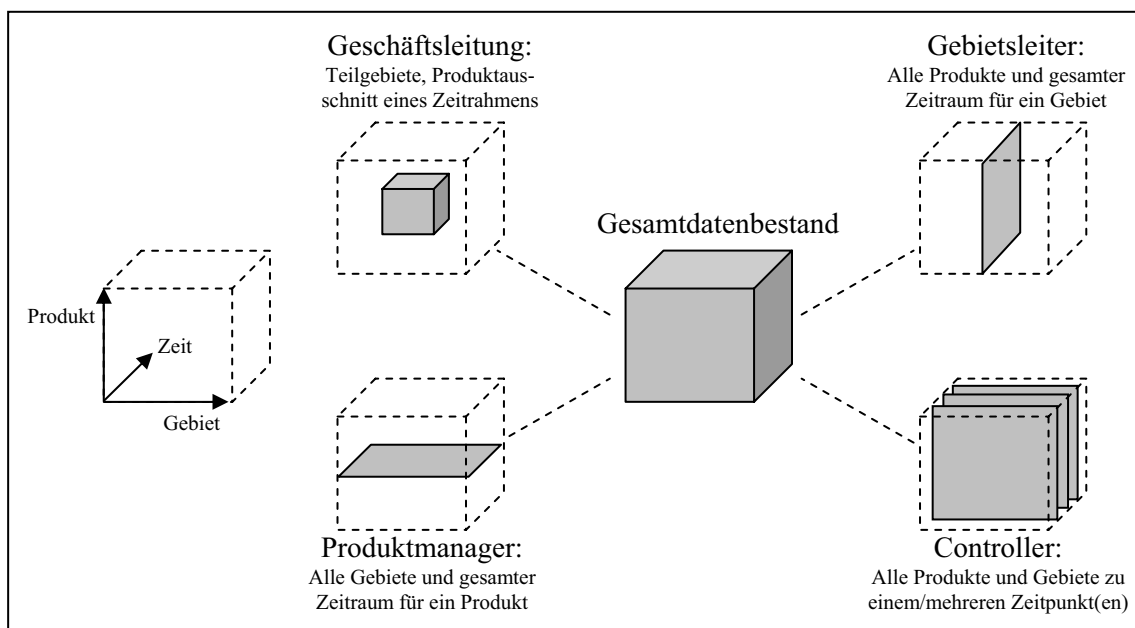 Geschäftsleitung:
Teilgebiete, Produktaus-
schnitt eines Zeitrahmens
Gebietsleiter:
Alle Produkte und gesamter
Zeitraum für ein Gebiet
Gesamtdatenbestand
Produkt
Zeit
Gebiet
Produktmanager:
Alle Gebiete und gesamter
Zeitraum für ein Produkt
Controller:
Alle Produkte und Gebiete zu
einem/mehreren Zeitpunkt(en)